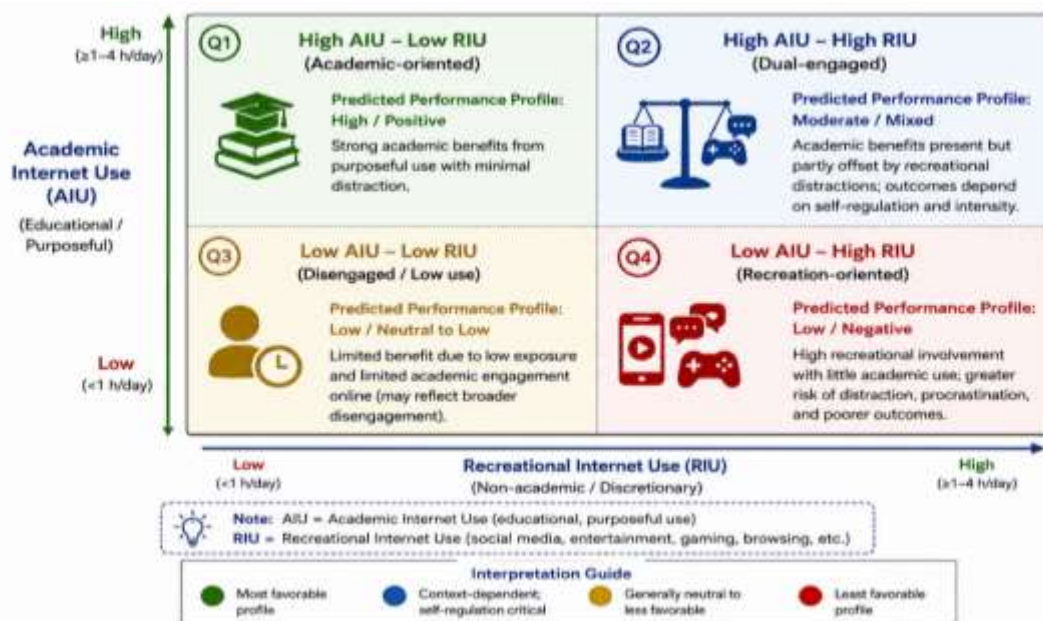 High
(≥1–4 h/day)
Academic
Internet Use
(AIU)
(Educational /
Purposeful)
Low
(<1 h/day)
Q1
High AIU – Low RIU
(Academic-oriented)
Predicted Performance Profile:
High / Positive
Strong academic benefits from
purposeful use with minimal
distraction.
Q2
High AIU – High RIU
(Dual-engaged)
Predicted Performance Profile:
Moderate / Mixed
Academic benefits present but
partly offset by recreational
distractions; outcomes depend
on self-regulation and intensity.
Q3
Low AIU – Low RIU
(Disengaged / Low use)
Predicted Performance Profile:
Low / Neutral to Low
Limited benefit due to low exposure
and limited academic engagement
online (may reflect broader
disengagement).
Q4
Low AIU – High RIU
(Recreation-oriented)
Predicted Performance Profile:
Low / Negative
High recreational involvement
with little academic use; greater
risk of distraction, procrastination,
and poorer outcomes.
Low
(<1 h/day)
Recreational Internet Use (RIU)
(Non-academic / Discretionary)
High
(≥1–4 h/day)
Note: AIU = Academic Internet Use (educational, purposeful use)
RIU = Recreational Internet Use (social media, entertainment, gaming, browsing, etc.)
Interpretation Guide
Most favorable
profile
Context-dependent;
self-regulation critical
Generally neutral to
less favorable
Least favorable
profile